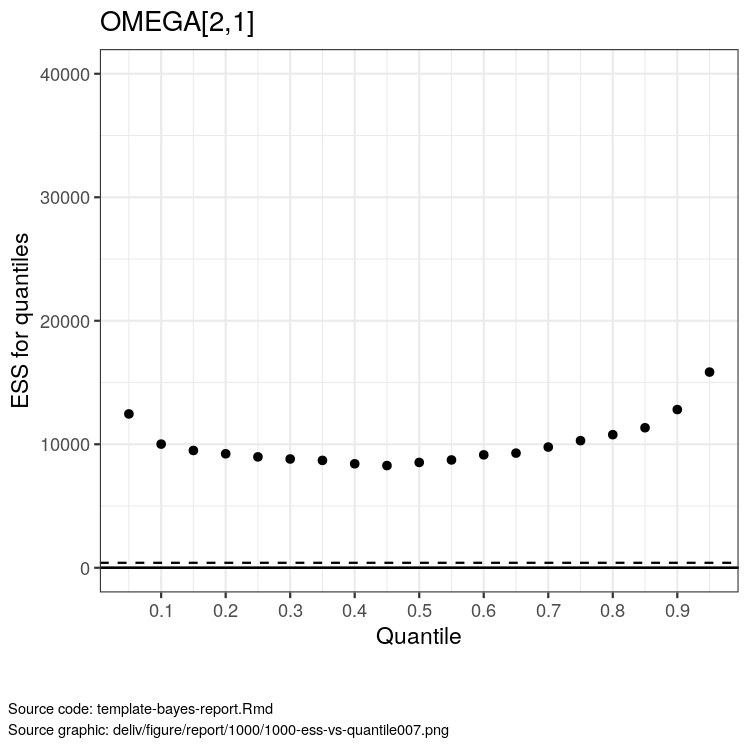 OMEGA[2,1]
ESS for quantiles
40000
30000
20000
10000
0
0.1 0.2 0.3 0.4 0.5 0.6 0.7 0.8 0.9
Quantile
Source code: template-bayes-report.Rmd
Source graphic: deliv/figure/report/1000/1000-ess-vs-quantile007.png